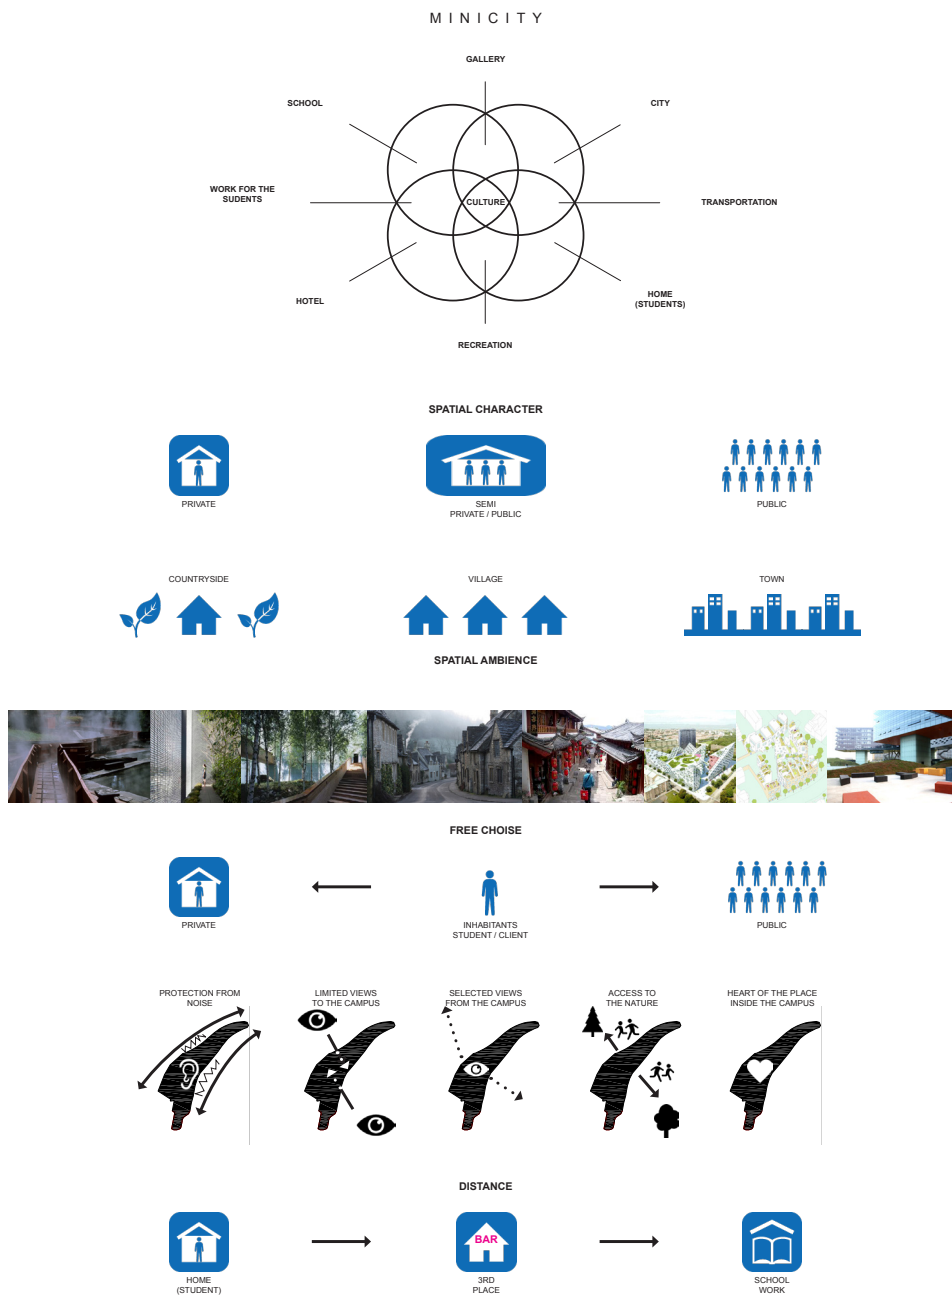 MINICITY
GALLERY
SCHOOL
CITY
WORK FOR THE
SUDENTS
CULTURE
TRANSPORTATION
HOTEL
HOME
(STUDENTS)
RECREATION
SPATIAL CHARACTER
PRIVATE
SEMI
PRIVATE / PUBLIC
PUBLIC
COUNTRYSIDE
VILLAGE
TOWN
SPATIAL AMBIENCE
FREE CHOISE
PRIVATE
INHABITANTS
STUDENT / CLIENT
PUBLIC
PROTECTION FROM
NOISE
LIMITED VIEWS
TO THE CAMPUS
SELECTED VIEWS
FROM THE CAMPUS
ACCESS TO
THE NATURE
HEART OF THE PLACE
INSIDE THE CAMPUS
DISTANCE
HOME
(STUDENT)
BAR
3RD
PLACE
SCHOOL
WORK